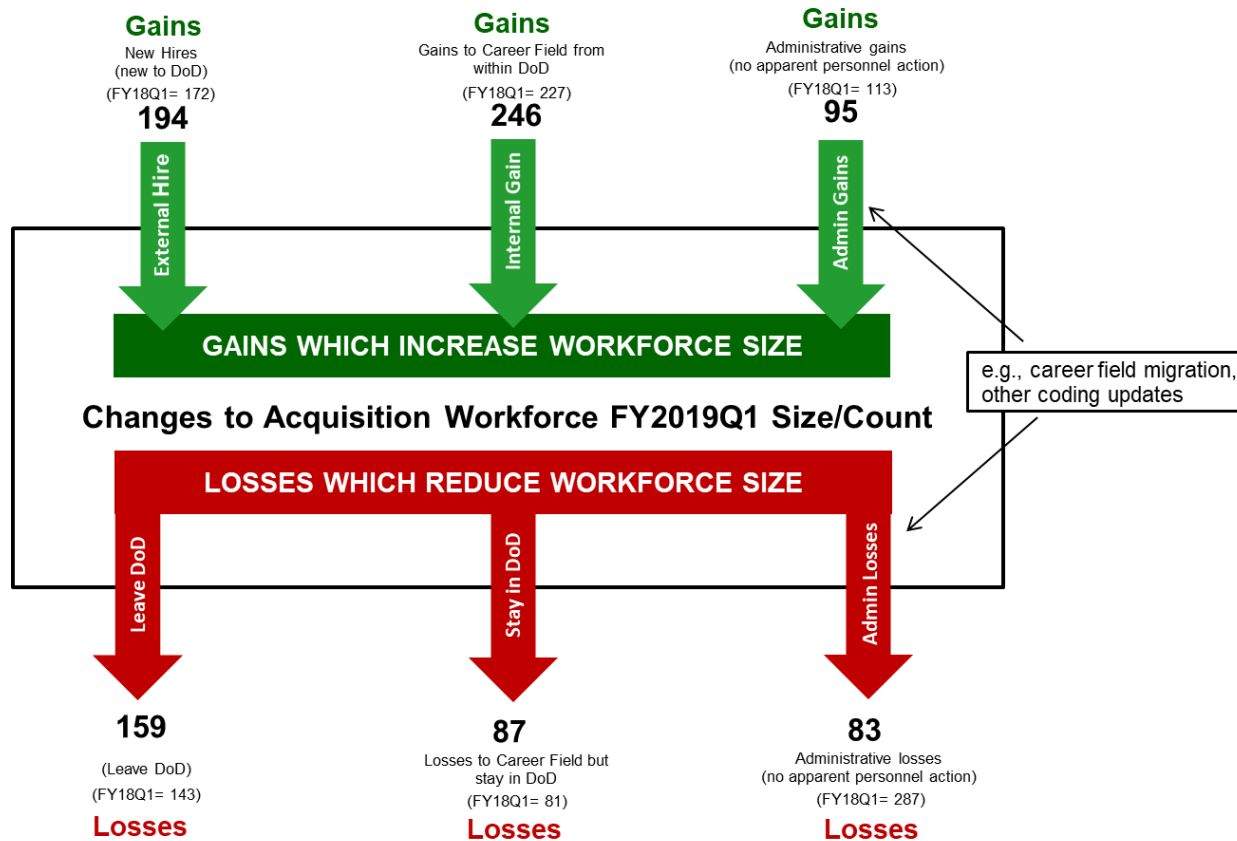 Gains
New Hires
(new to DoD)
(FY18Q1= 172)
194
External Hire
Gains
Gains to Career Field from
within DoD
(FY18Q1= 227)
246
Internal Gain
Gains
Administrative gains
(no apparent personnel action)
(FY18Q1= 113)
95
Admin Gains
GAINS WHICH INCREASE WORKFORCE SIZE
e.g., career field migration,
other coding updates
Changes to Acquisition Workforce FY2019Q1 Size/Count
LOSSES WHICH REDUCE WORKFORCE SIZE
Leave DoD
159
(Leave DoD)
(FY18Q1= 143)
Losses
Stay in DoD
87
Losses to Career Field but
stay in DoD
(FY18Q1= 81)
Losses
Admin Losses
83
Administrative losses
(no apparent personnel action)
(FY18Q1= 287)
Losses